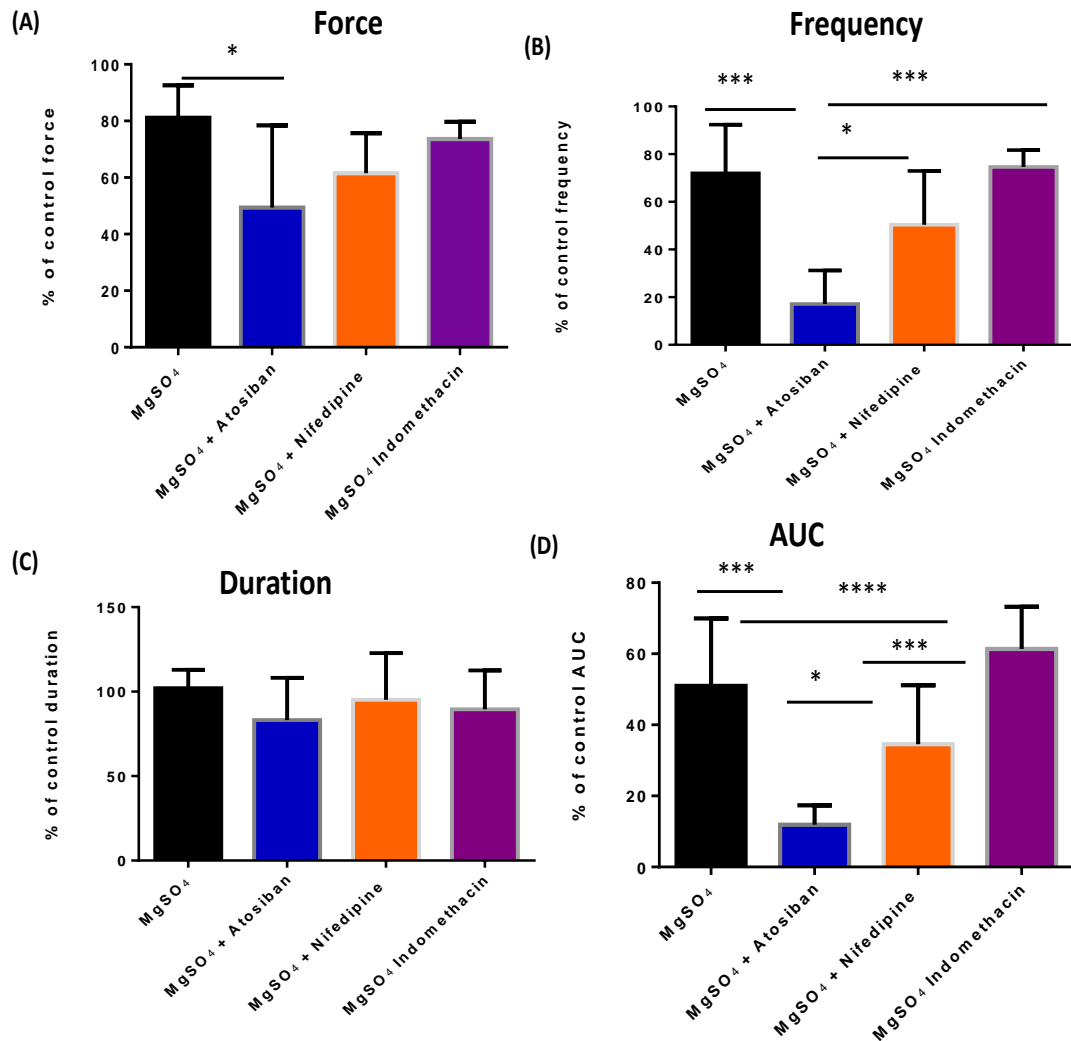 (A)
Force
*
% of control force
100
80
60
40
20
0
MgSO₄
MgSO₄ + Atosiban
MgSO₄ + Nifedipine
MgSO₄ Indomethacin
(B)
Frequency
***
***
*
% of control frequency
100
80
60
40
20
0
MgSO₄
MgSO₄ + Atosiban
MgSO₄ + Nifedipine
MgSO₄ Indomethacin
(C)
Duration
% of control duration
150
100
50
0
MgSO₄
MgSO₄ + Atosiban
MgSO₄ + Nifedipine
MgSO₄ Indomethacin
(D)
AUC
***
****
***
*
% of control AUC
80
60
40
20
0
MgSO₄
MgSO₄ + Atosiban
MgSO₄ + Nifedipine
MgSO₄ Indomethacin